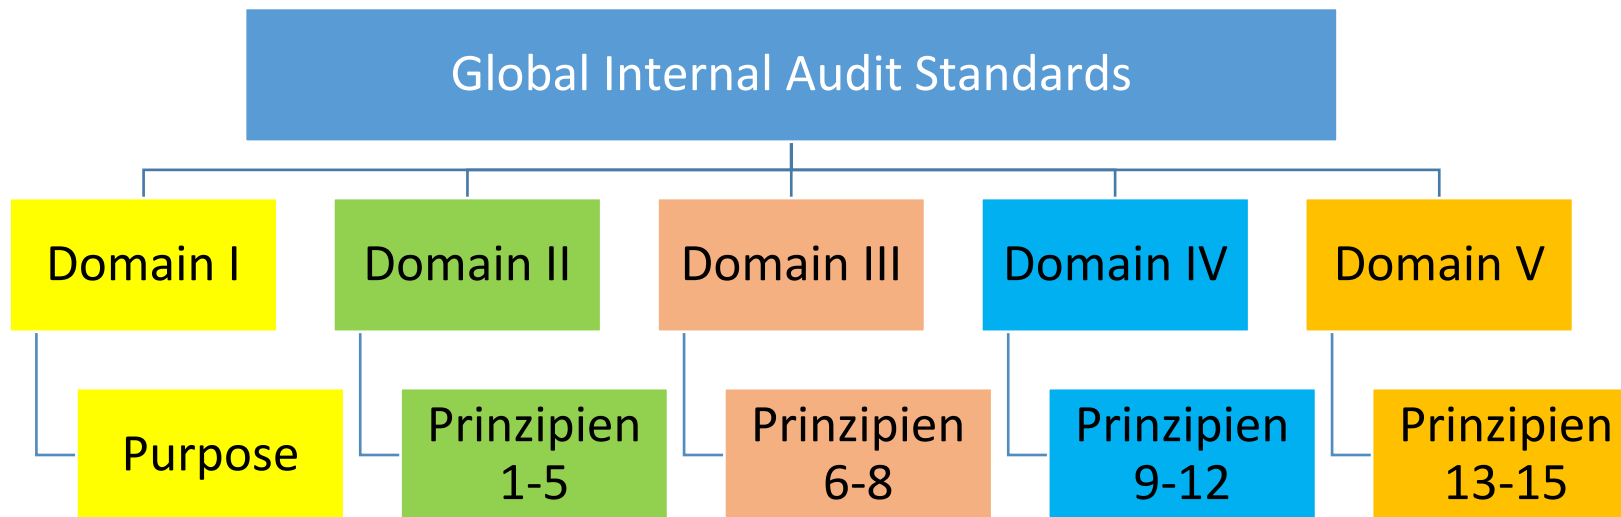 Global Internal Audit Standards
Domain I
Domain II
Domain III
Domain IV
Domain V
Purpose
Prinzipien
1-5
Prinzipien
6-8
Prinzipien
9-12
Prinzipien
13-15